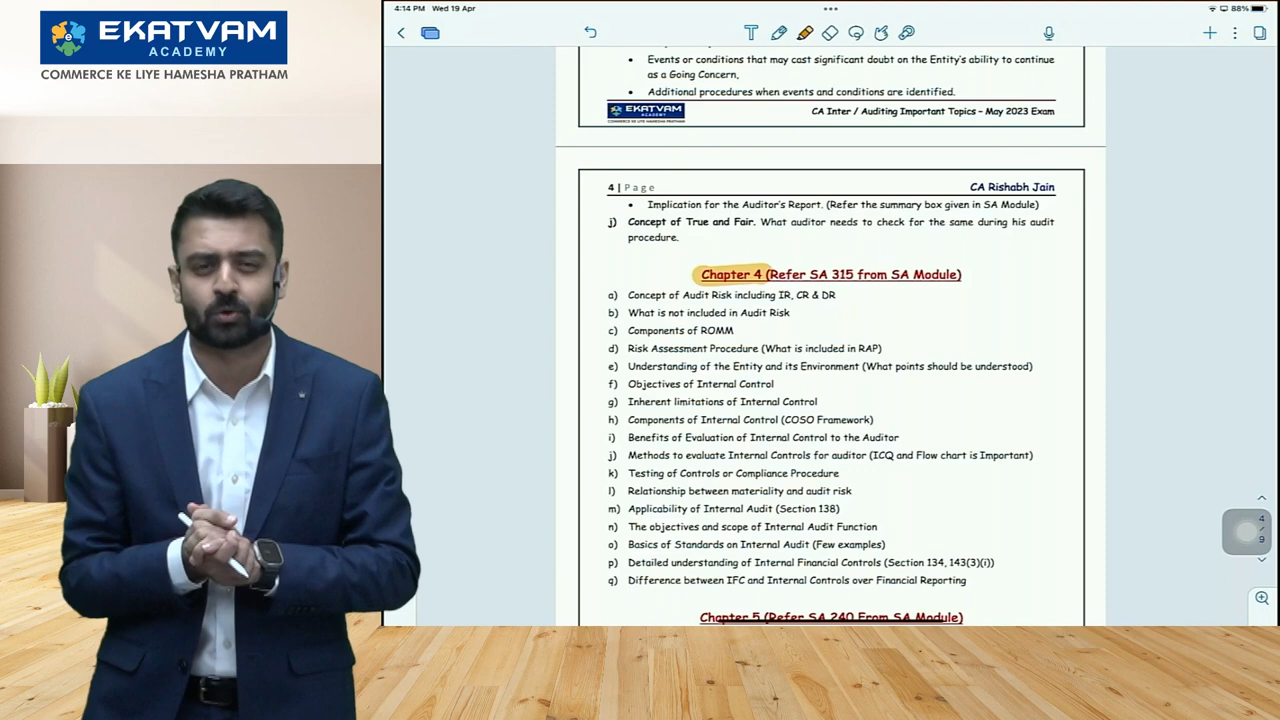 EKATVAM
ACADEMY
COMMERCE KE LIYE HAMESHA PRATHAM
4:14 PM Wed 19 Apr
88%
• Events or conditions that may cast significant doubt on the Entity's ability to continue
as a Going Concern,
• Additional procedures when events and conditions are identified.
EKATVAM
ACADEMY
COMMERCE KE LIYE HAMESHA PRATHAM
CA Inter / Auditing Important Topics – May 2023 Exam
4 | Page
CA Rishabh Jain
• Implication for the Auditor's Report. (Refer the summary box given in SA Module)
j) Concept of True and Fair. What auditor needs to check for the same during his audit
procedure.
Chapter 4 (Refer SA 315 from SA Module)
a) Concept of Audit Risk including IR, CR & DR
b) What is not included in Audit Risk
c) Components of ROMM
d) Risk Assessment Procedure (What is included in RAP)
e) Understanding of the Entity and its Environment (What points should be understood)
f) Objectives of Internal Control
g) Inherent limitations of Internal Control
h) Components of Internal Control (COSO Framework)
i) Benefits of Evaluation of Internal Control to the Auditor
j) Methods to evaluate Internal Controls for auditor (ICQ and Flow chart is Important)
k) Testing of Controls or Compliance Procedure
l) Relationship between materiality and audit risk
m) Applicability of Internal Audit (Section 138)
n) The objectives and scope of Internal Audit Function
o) Basics of Standards on Internal Audit (Few examples)
p) Detailed understanding of Internal Financial Controls (Section 134, 143(3)(i))
q) Difference between IFC and Internal Controls over Financial Reporting
Chapter 5 (Refer SA 240 From SA Module)
4
/
9